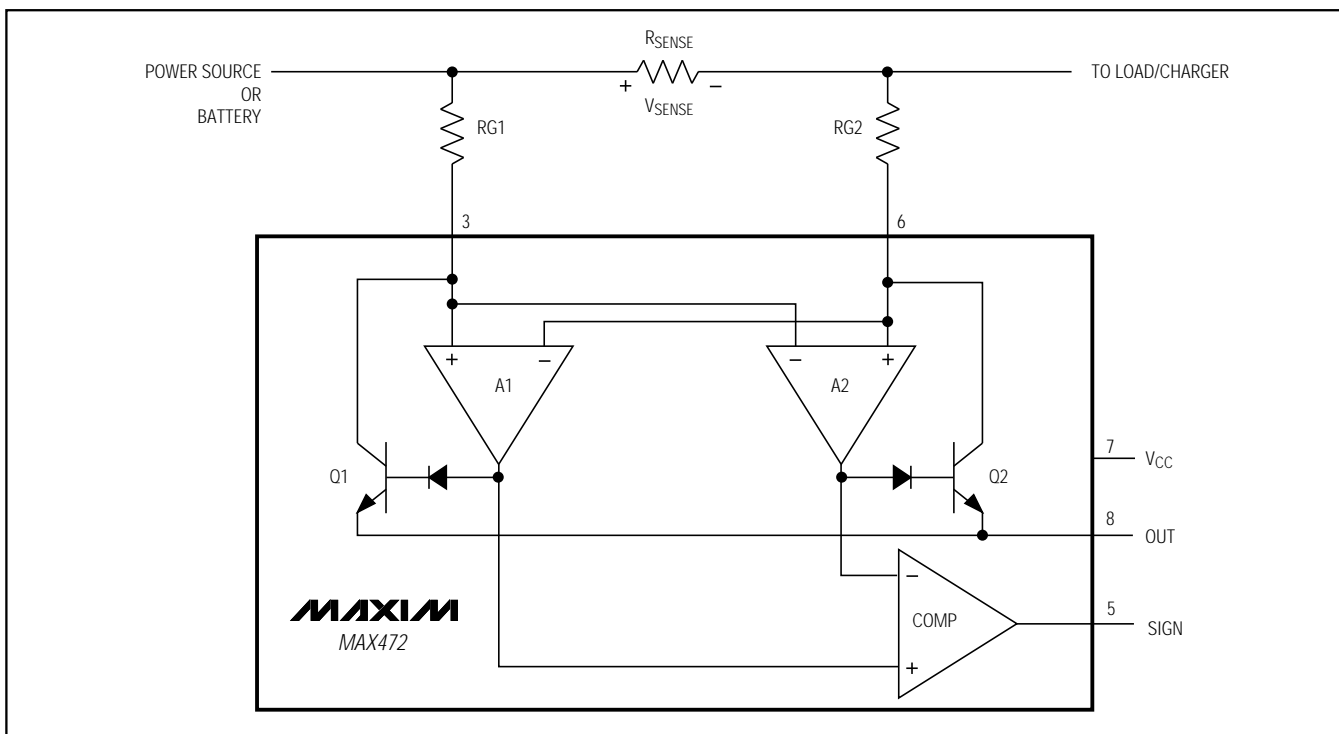 RSENSE
POWER SOURCE
OR
BATTERY
+ VSENSE −
TO LOAD/CHARGER
RG1
RG2
3
6
+ −
A1
− +
A2
Q1
Q2
7
VCC
8
OUT
−
COMP
+
5
SIGN
MAXIM
MAX472